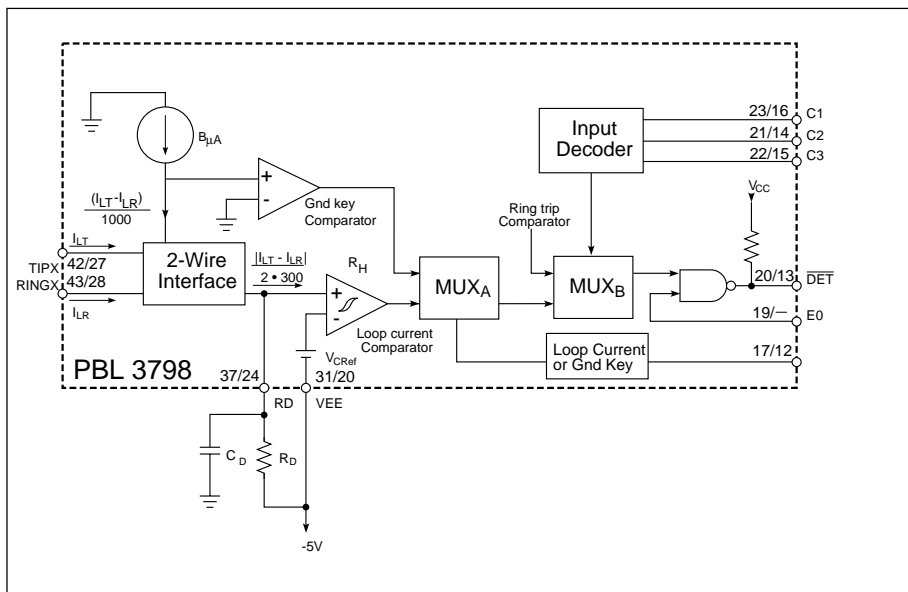 23/16 C1
Input Decoder
21/14 C2
22/15 C3
BμA
VCC
+
-
Gnd key
Comparator
Ring trip
Comparator
(ILT-ILR)
1000
ILT
TIPX 42/27
RINGX 43/28
ILR
2-Wire
Interface
|ILT - ILR|
2 • 300
RH
+
-
Loop current
Comparator
MUXA
MUXB
20/13 DET
19/— E0
Loop Current
or Gnd Key
17/12
VCRef
PBL 3798
37/24
31/20
RD
VEE
CD
RD
-5V